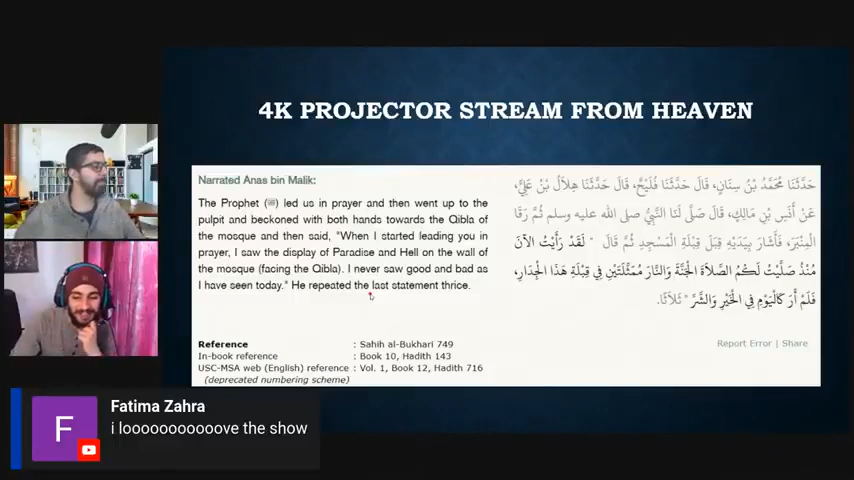 4K PROJECTOR STREAM FROM HEAVEN
Narrated Anas bin Malik:
The Prophet (ﷺ) led us in prayer and then went up to the
pulpit and beckoned with both hands towards the Qibla of
the mosque and then said, "When I started leading you in
prayer, I saw the display of Paradise and Hell on the wall of
the mosque (facing the Qibla). I never saw good and bad as
I have seen today." He repeated the last statement thrice.
حَدَّثَنَا مُحَمَّدُ بْنُ سِنَانٍ، قَالَ حَدَّثَنَا فُلَيْحٌ، قَالَ حَدَّثَنَا هِلاَلُ بْنُ عَلِيٍّ،
عَنْ أَنَسِ بْنِ مَالِكٍ، قَالَ صَلَّى لَنَا النَّبِيُّ صلى الله عليه وسلم ثُمَّ رَقَا
الْمِنْبَرَ، فَأَشَارَ بِيَدَيْهِ قِبَلَ قِبْلَةِ الْمَسْجِدِ ثُمَّ قَالَ " لَقَدْ رَأَيْتُ الآنَ
مُنْذُ صَلَّيْتُ لَكُمُ الصَّلاَةَ الْجَنَّةَ وَالنَّارَ مُمَثَّلَتَيْنِ فِي قِبْلَةِ هَذَا الْجِدَارِ،
فَلَمْ أَرَ كَالْيَوْمِ فِي الْخَيْرِ وَالشَّرِّ " ثَلاَثًا.
Reference : Sahih al-Bukhari 749
In-book reference : Book 10, Hadith 143
USC-MSA web (English) reference : Vol. 1, Book 12, Hadith 716
(deprecated numbering scheme)
Report Error | Share
F
Fatima Zahra
i looooooooooove the show